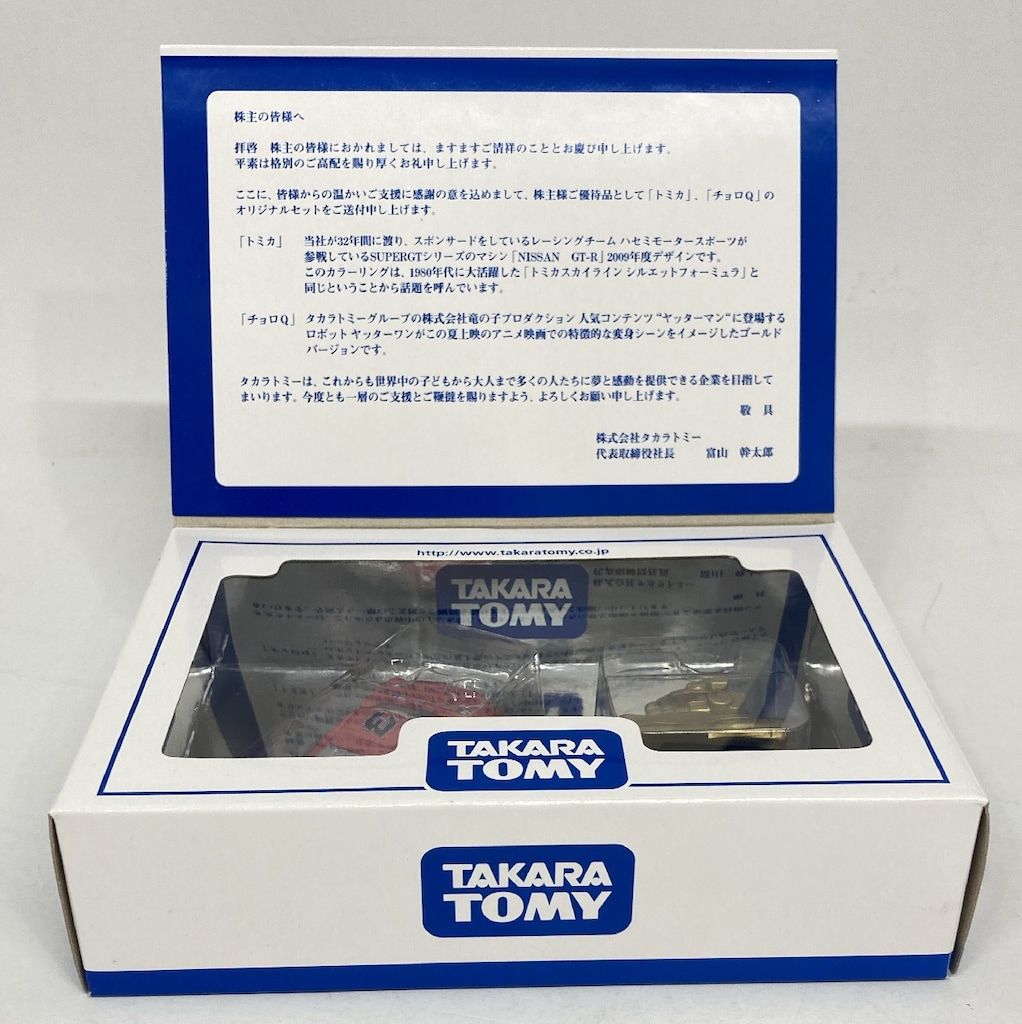 株主の皆様へ
拝啓　株主の皆様におかれましては、ますますご清祥のこととお慶び申し上げます。
平素は格別のご高配を賜り厚くお礼申し上げます。
ここに、皆様からの温かいご支援に感謝の意を込めまして、株主様ご優待品として「トミカ」、「チョロQ」の
オリジナルセットをご送付申し上げます。
「トミカ」　当社が32年間に渡り、スポンサードをしているレーシングチーム ハセミモータースポーツが
参戦しているSUPERGTシリーズのマシン「NISSAN　GT-R」2009年度デザインです。
このカラーリングは、1980年代に大活躍した「トミカスカイライン シルエットフォーミュラ」と
同じということから話題を呼んでいます。
「チョロQ」 タカラトミーグループの株式会社竜の子プロダクション 人気コンテンツ“ヤッターマン“に登場する
ロボット ヤッターワンがこの夏上映のアニメ映画での特徴的な変身シーンをイメージしたゴールド
バージョンです。
タカラトミーは、これからも世界中の子どもから大人まで多くの人たちに夢と感動を提供できる企業を目指して
まいります。今度とも一層のご支援とご鞭撻を賜りますよう、よろしくお願い申し上げます。
敬　具
株式会社タカラトミー
代表取締役社長　　富山　幹太郎
http://www.takaratomy.co.jp
TAKARA
TOMY
3
TAKARA
TOMY
TAKARA
TOMY